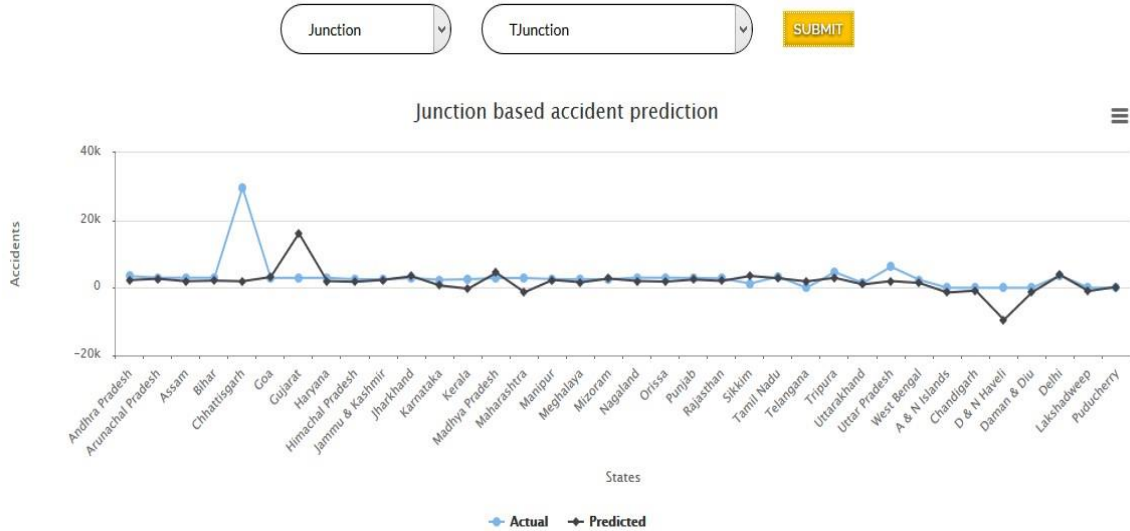 Junction TJunction SUBMIT
Junction based accident prediction
40k
20k
0
-20k
Accidents
Andhra Pradesh
Arunachal Pradesh
Assam
Bihar
Chhattisgarh
Goa
Gujarat
Haryana
Himachal Pradesh
Jammu & Kashmir
Jharkhand
Karnataka
Kerala
Madhya Pradesh
Maharashtra
Manipur
Meghalaya
Mizoram
Nagaland
Orissa
Punjab
Rajasthan
Sikkim
Tamil Nadu
Telangana
Tripura
Uttarakhand
Uttar Pradesh
West Bengal
A & N Islands
Chandigarh
D & N Haveli
Daman & Diu
Delhi
Lakshadweep
Puducherry
States
Actual Predicted